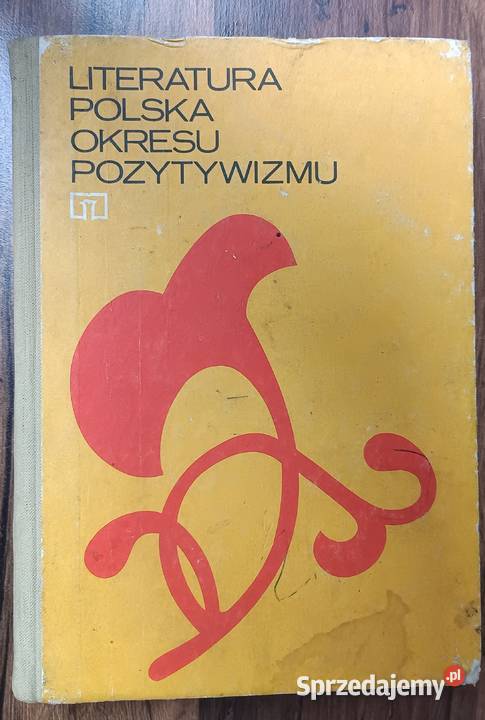 LITERATURA
POLSKA
OKRESU
POZYTYWIZMU
Sprzedajemy.pl